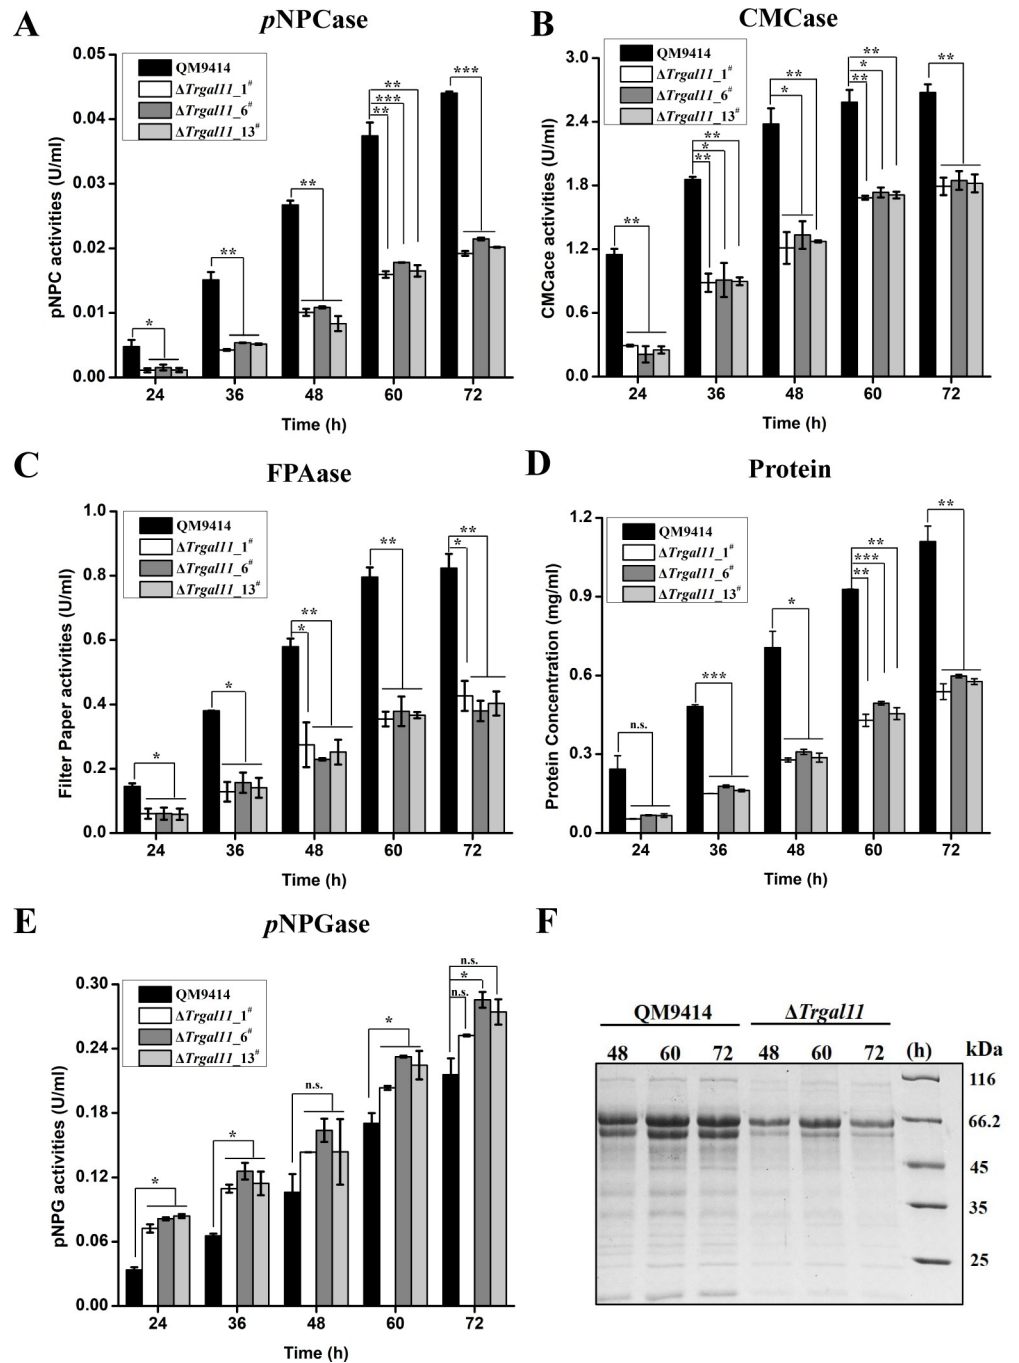 A
pNPCase
pNPC activities (U/ml)
0.05
0.04
0.03
0.02
0.01
0.00
QM9414
ΔTrgal11_1#
ΔTrgal11_6#
ΔTrgal11_13#
*
**
**
**
***
**
***
24 36 48 60 72
Time (h)
B
CMCase
CMCace activities (U/ml)
3.0
2.4
1.8
1.2
0.6
0.0
QM9414
ΔTrgal11_1#
ΔTrgal11_6#
ΔTrgal11_13#
**
**
*
**
**
*
**
*
**
**
24 36 48 60 72
Time (h)
C
FPAase
Filter Paper activities (U/ml)
1.0
0.8
0.6
0.4
0.2
0.0
QM9414
ΔTrgal11_1#
ΔTrgal11_6#
ΔTrgal11_13#
*
*
**
*
**
**
*
24 36 48 60 72
Time (h)
D
Protein
Protein Concentration (mg/ml)
1.2
0.9
0.6
0.3
0.0
QM9414
ΔTrgal11_1#
ΔTrgal11_6#
ΔTrgal11_13#
n.s.
***
*
**
***
**
**
24 36 48 60 72
Time (h)
E
pNPGase
pNPG activities (U/ml)
0.30
0.24
0.18
0.12
0.06
0.00
QM9414
ΔTrgal11_1#
ΔTrgal11_6#
ΔTrgal11_13#
*
*
n.s.
*
n.s.
*
n.s.
24 36 48 60 72
Time (h)
F
QM9414 ΔTrgal11
48 60 72 48 60 72 (h) kDa
116
66.2
45
35
25